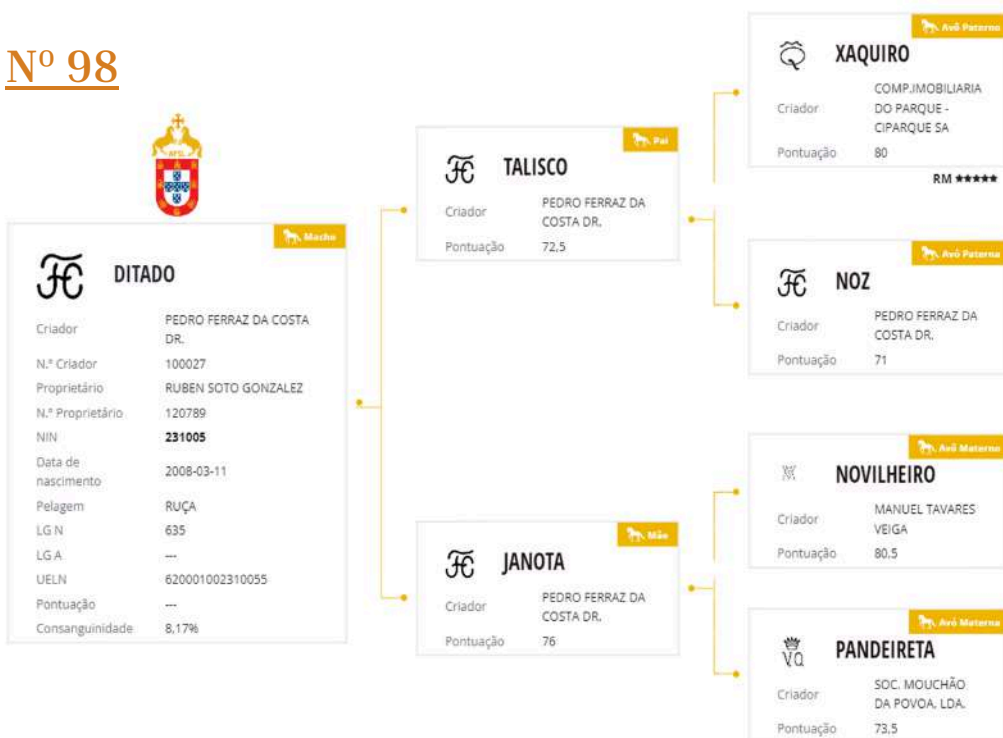 Nº 98
APSL
Macho
DITADO
Criador PEDRO FERRAZ DA COSTA
DR.
N.º Criador 100027
Proprietário RUBEN SOTO GONZALEZ
N.º Proprietário 120789
NIN 231005
Data de
nascimento 2008-03-11
Pelagem RUÇA
LG N 635
LG A ---
UELN 620001002310055
Pontuação ---
Consanguinidade 8,17%
Pai
TALISCO
Criador PEDRO FERRAZ DA
COSTA DR.
Pontuação 72,5
Mãe
JANOTA
Criador PEDRO FERRAZ DA
COSTA DR.
Pontuação 76
Avô Paterno
XAQUIRO
Criador COMP.IMOBILIARIA
DO PARQUE -
CIPARQUE SA
Pontuação 80
RM ★★★★★
Avó Paterna
NOZ
Criador PEDRO FERRAZ DA
COSTA DR.
Pontuação 71
Avô Materno
NOVILHEIRO
Criador MANUEL TAVARES
VEIGA
Pontuação 80,5
Avó Materna
VQ
PANDEIRETA
Criador SOC. MOUCHÃO
DA POVOA, LDA.
Pontuação 73,5